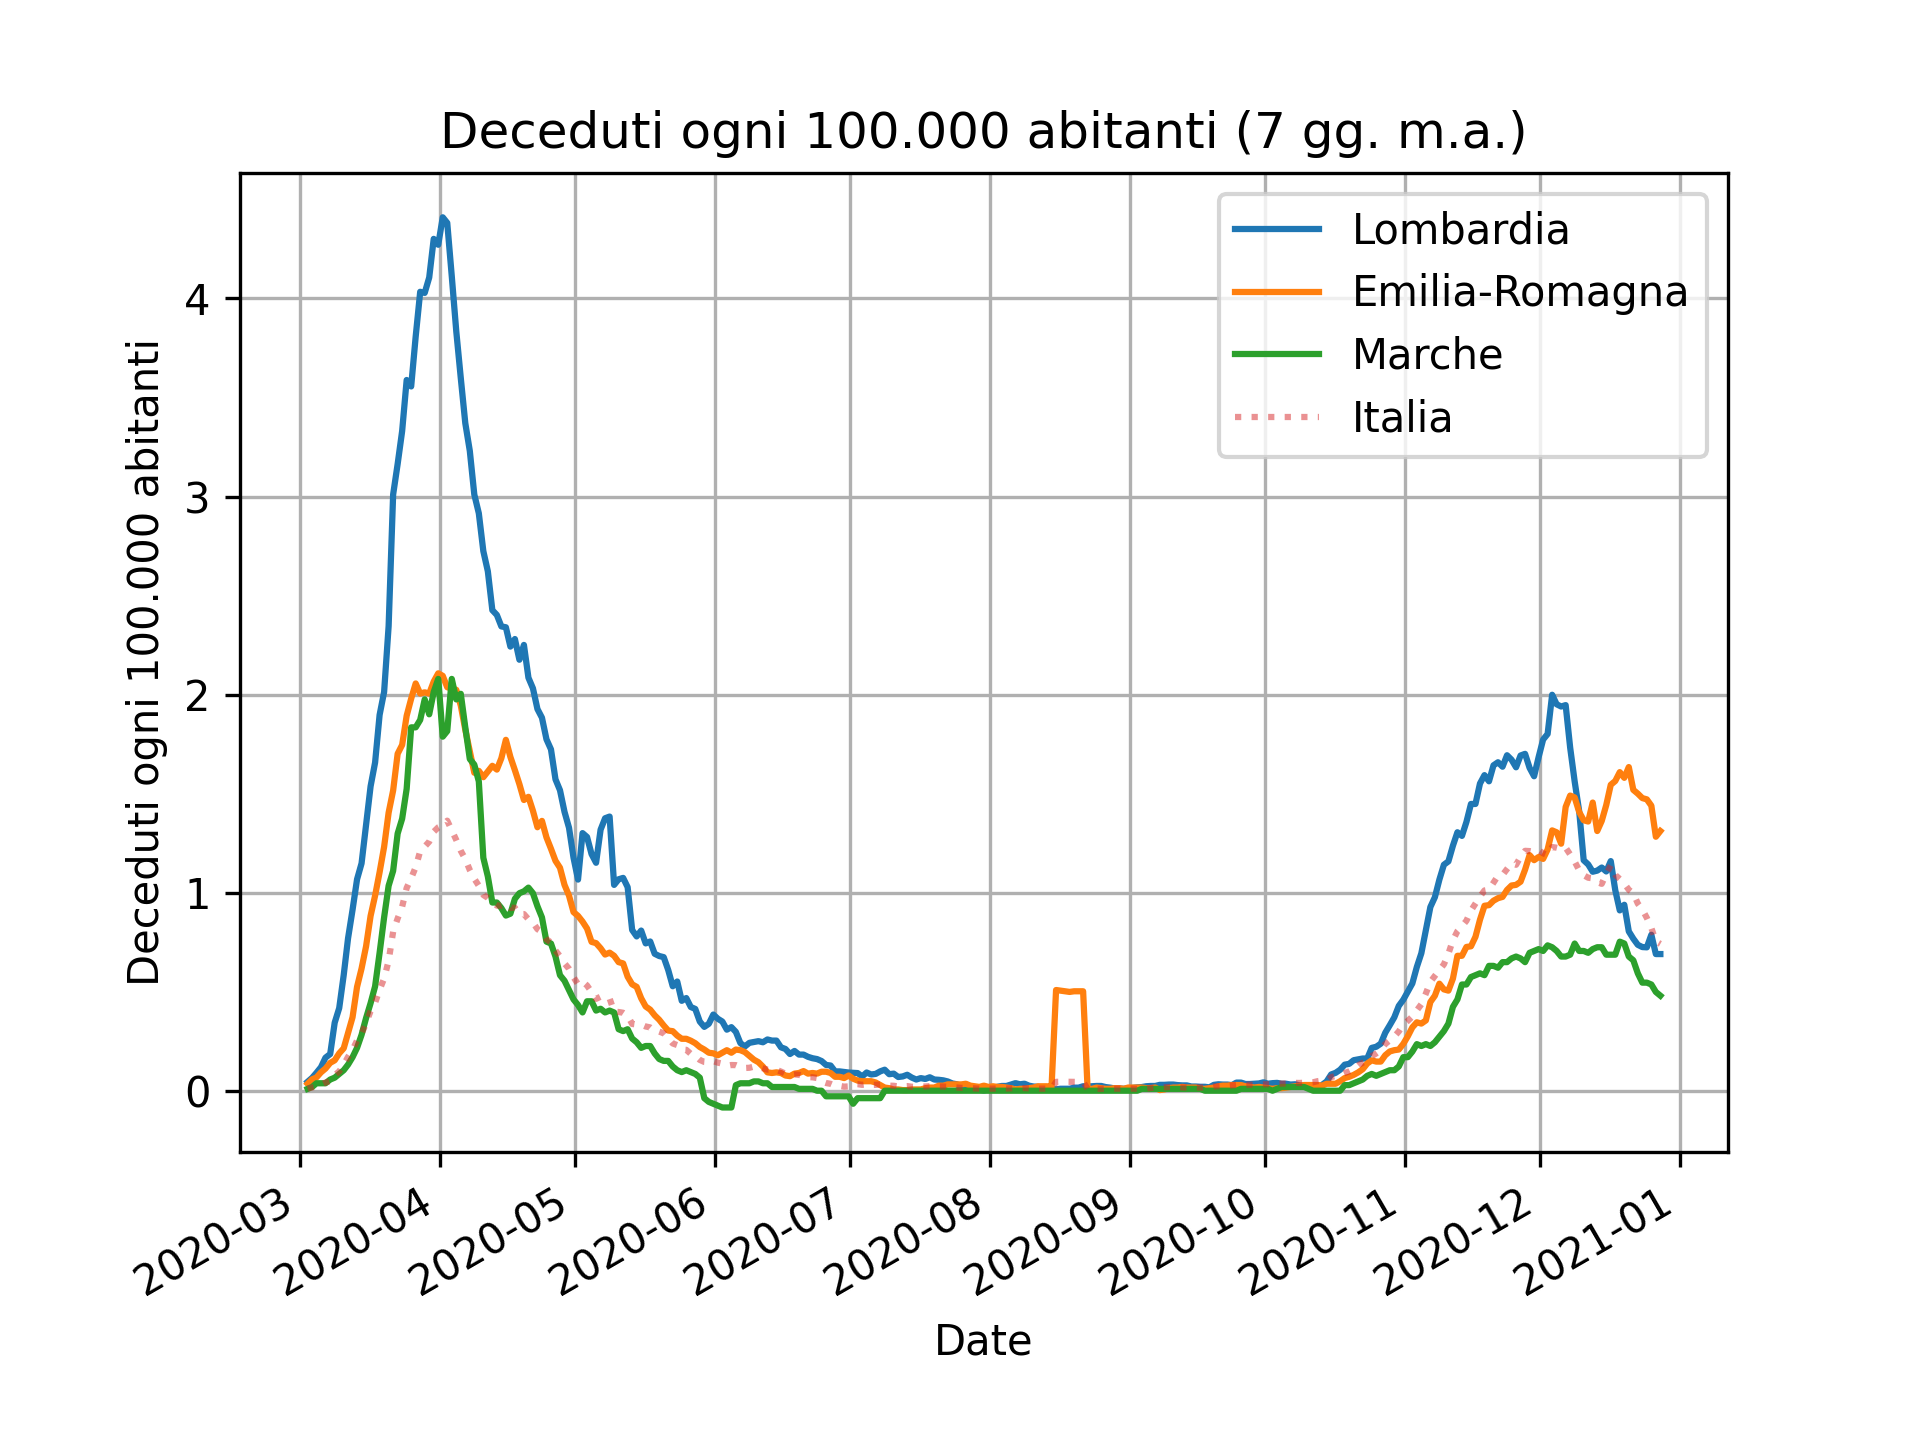 Deceduti ogni 100.000 abitanti (7 gg. m.a.)
Lombardia
Emilia-Romagna
Marche
Italia
Deceduti ogni 100.000 abitanti
4
3
2
1
0
2020-03
2020-04
2020-05
2020-06
2020-07
2020-08
2020-09
2020-10
2020-11
2020-12
2021-01
Date